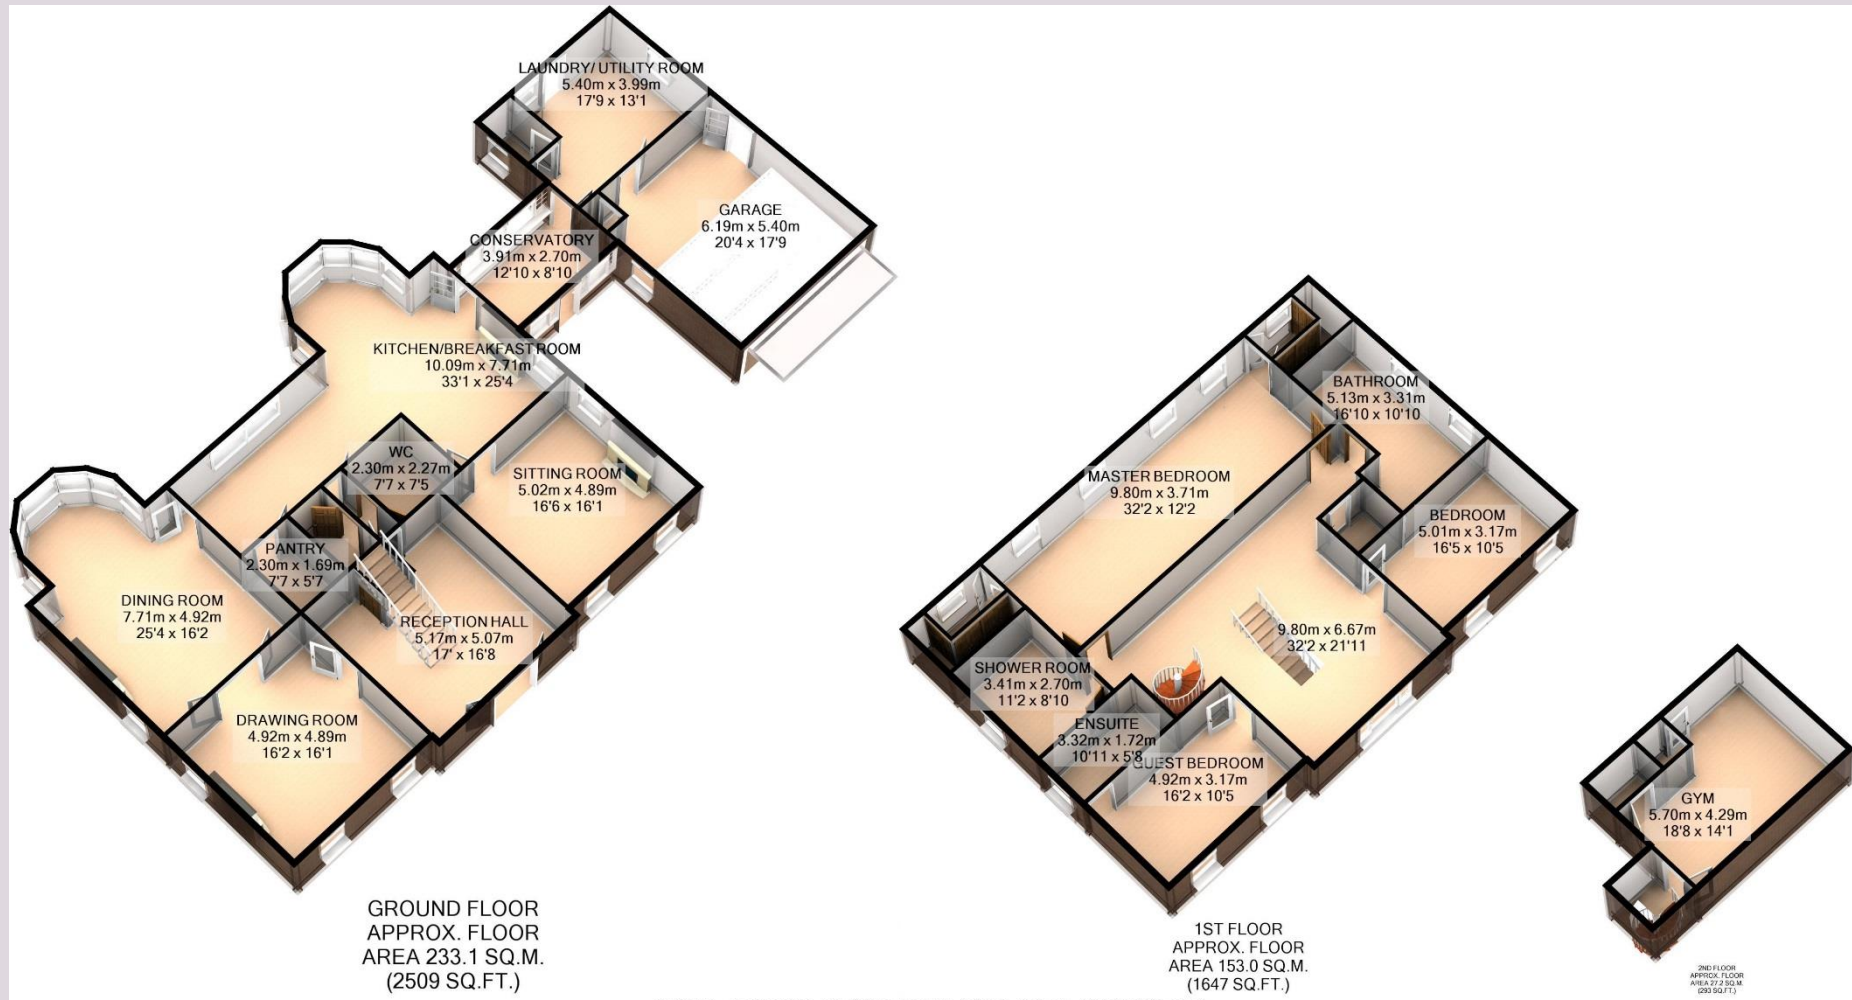 LAUNDRY/ UTILITY ROOM
5.40m x 3.99m
17'9 x 13'1
GARAGE
6.19m x 5.40m
20'4 x 17'9
CONSERVATORY
3.91m x 2.70m
12'10 x 8'10
KITCHEN/BREAKFAST ROOM
10.09m x 7.71m
33'1 x 25'4
WC
2.30m x 2.27m
7'7 x 7'5
SITTING ROOM
5.02m x 4.89m
16'6 x 16'1
PANTRY
2.30m x 1.69m
7'7 x 5'7
DINING ROOM
7.71m x 4.92m
25'4 x 16'2
RECEPTION HALL
5.17m x 5.07m
17' x 16'8
DRAWING ROOM
4.92m x 4.89m
16'2 x 16'1
GROUND FLOOR
APPROX. FLOOR
AREA 233.1 SQ.M.
(2509 SQ.FT.)
BATHROOM
5.13m x 3.31m
16'10 x 10'10
MASTER BEDROOM
9.80m x 3.71m
32'2 x 12'2
BEDROOM
5.01m x 3.17m
16'5 x 10'5
9.80m x 6.67m
32'2 x 21'11
SHOWER ROOM
3.41m x 2.70m
11'2 x 8'10
ENSUITE
3.32m x 1.72m
10'11 x 5'8
GUEST BEDROOM
4.92m x 3.17m
16'2 x 10'5
1ST FLOOR
APPROX. FLOOR
AREA 153.0 SQ.M.
(1647 SQ.FT.)
GYM
5.70m x 4.29m
18'8 x 14'1
2ND FLOOR
APPROX. FLOOR
AREA 27.2 SQ.M.
(293 SQ.FT.)